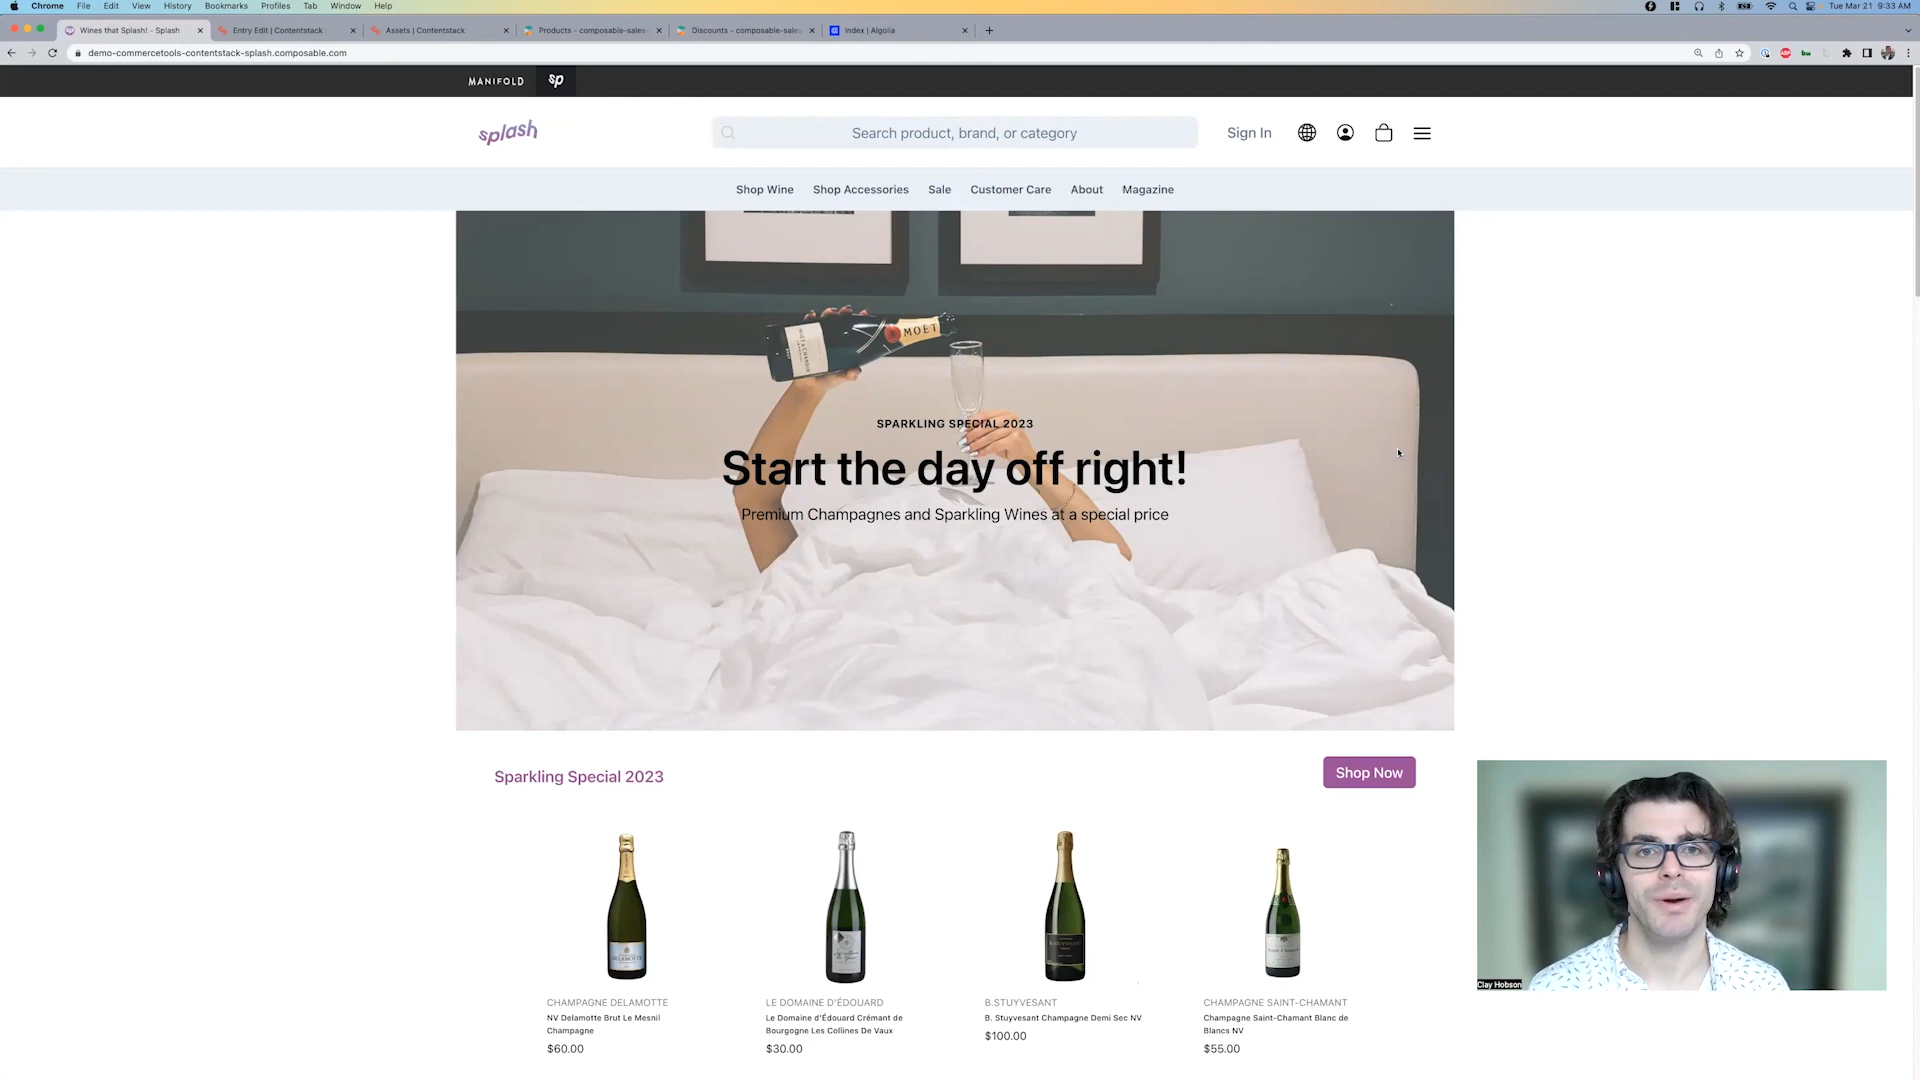 Chrome File Edit View History Bookmarks Profiles Tab Window Help
Tue Mar 21 9:33 AM
Wines that Splash! - Splash
Entry Edit | Contentstack
Assets | Contentstack
Products - composable-sales-
Discounts - composable-sales-
Index | Algolia
demo-commercetools-contentstack-splash.composable.com
MANIFOLD
sp
splash
Search product, brand, or category
Sign In
Shop Wine Shop Accessories Sale Customer Care About Magazine
MOET
SPARKLING SPECIAL 2023
Start the day off right!
Premium Champagnes and Sparkling Wines at a special price
Sparkling Special 2023
Shop Now
CHAMPAGNE DELAMOTTE
NV Delamotte Brut Le Mesnil
Champagne
$60.00
LE DOMAINE D'ÉDOUARD
Le Domaine d'Édouard Crémant de
Bourgogne Les Collines De Vaux
$30.00
B.STUYVESANT
B. Stuyvesant Champagne Demi Sec NV
$100.00
CHAMPAGNE SAINT-CHAMANT
Champagne Saint-Chamant Blanc de
Blancs NV
$55.00
Clay Hobson